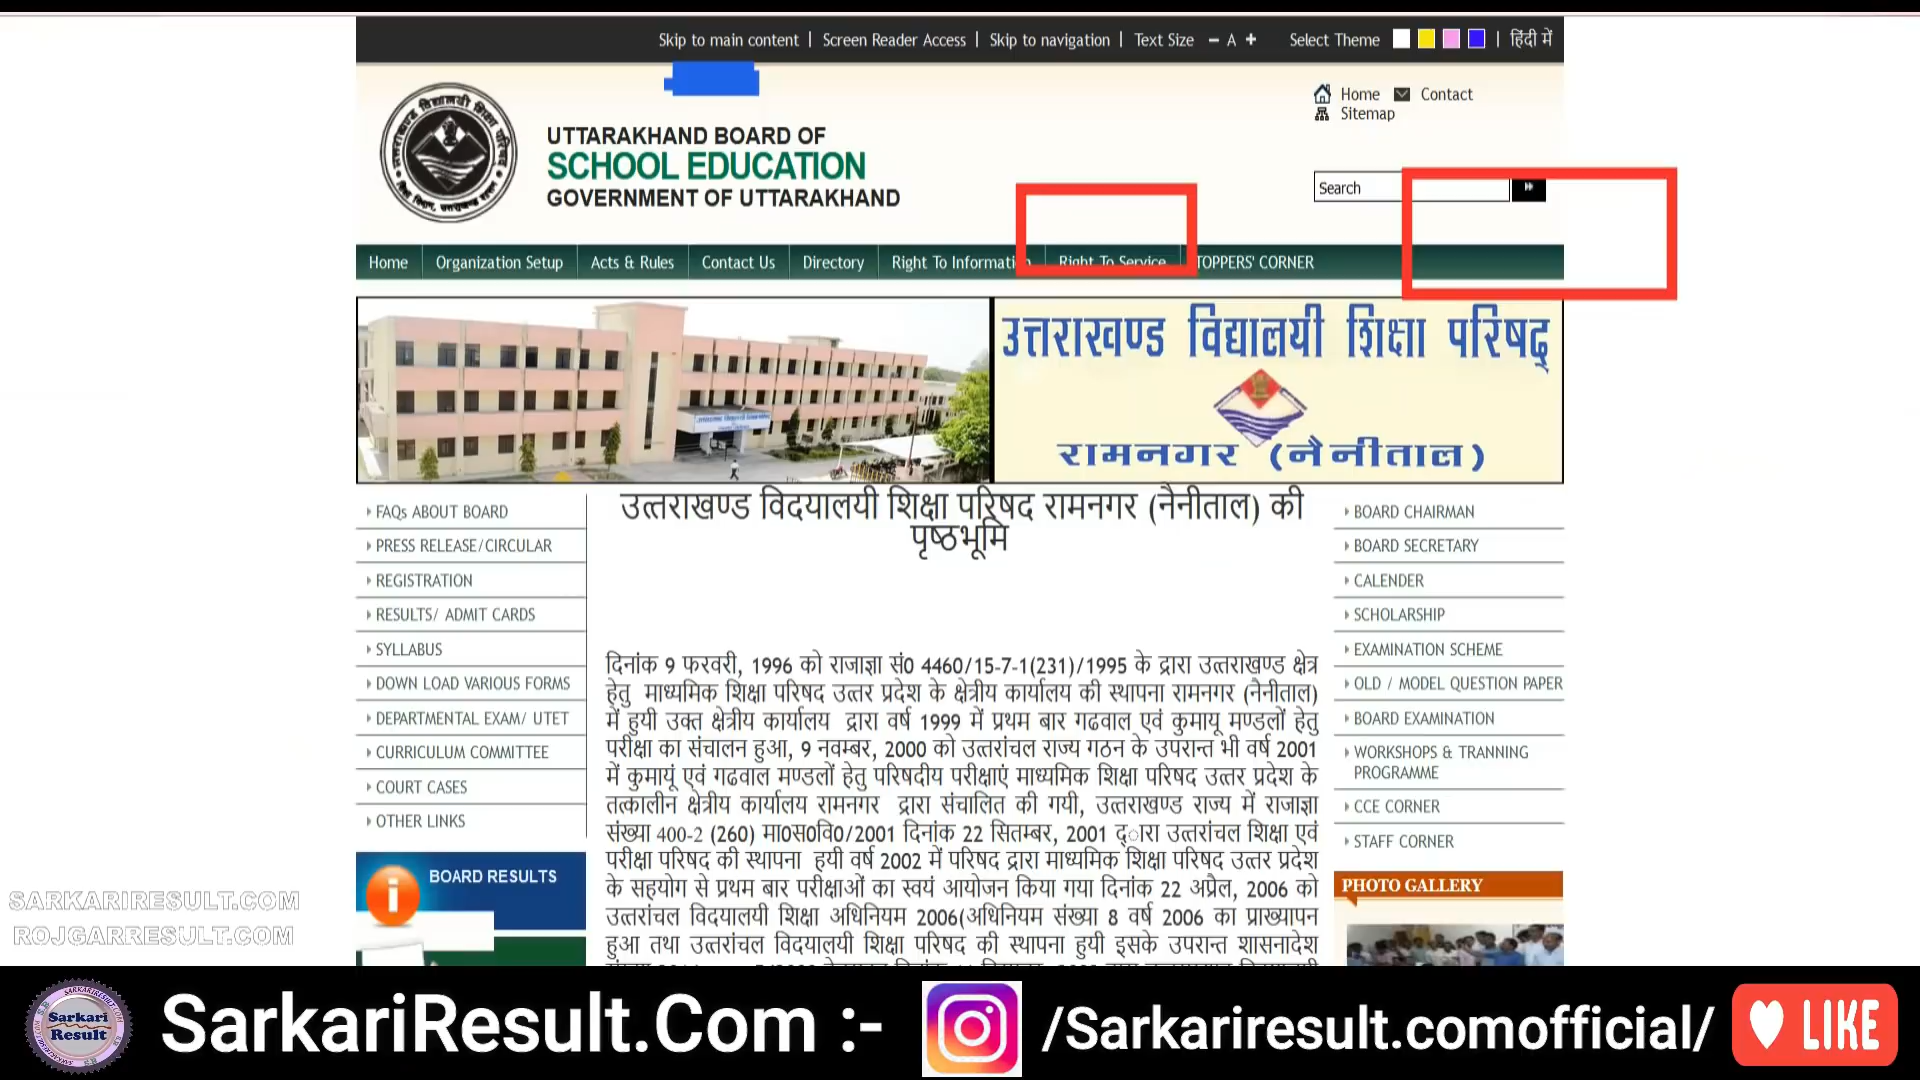 Skip to main content | Screen Reader Access | Skip to navigation | Text Size - A + Select Theme | हिंदी में
Home Contact
Sitemap
UTTARAKHAND BOARD OF
SCHOOL EDUCATION
GOVERNMENT OF UTTARAKHAND
Search
Home Organization Setup Acts & Rules Contact Us Directory Right To Informati Right To Service TOPPERS' CORNER
उत्तराखण्ड विद्यालयी शिक्षा परिषद्
रामनगर (नैनीताल)
उत्तराखण्ड विदयालयी शिक्षा परिषद रामनगर (नैनीताल) की
पृष्ठभूमि
FAQs ABOUT BOARD
PRESS RELEASE/CIRCULAR
REGISTRATION
RESULTS/ ADMIT CARDS
SYLLABUS
DOWN LOAD VARIOUS FORMS
DEPARTMENTAL EXAM/ UTET
CURRICULUM COMMITTEE
COURT CASES
OTHER LINKS
BOARD RESULTS
दिनांक 9 फरवरी, 1996 को राजाज्ञा सं0 4460/15-7-1(231)/1995 के द्वारा उत्तराखण्ड क्षेत्र
हेतु माध्यमिक शिक्षा परिषद उत्तर प्रदेश के क्षेत्रीय कार्यालय की स्थापना रामनगर (नैनीताल)
में हुयी उक्त क्षेत्रीय कार्यालय द्वारा वर्ष 1999 में प्रथम बार गढवाल एवं कुमायू मण्डलों हेतु
परीक्षा का संचालन हुआ, 9 नवम्बर, 2000 को उत्तरांचल राज्य गठन के उपरान्त भी वर्ष 2001
में कुमायूं एवं गढवाल मण्डलों हेतु परिषदीय परीक्षाएं माध्यमिक शिक्षा परिषद उत्तर प्रदेश के
तत्कालीन क्षेत्रीय कार्यालय रामनगर द्वारा संचालित की गयी, उत्तराखण्ड राज्य में राजाज्ञा
संख्या 400-2 (260) मा0स0वि0/2001 दिनांक 22 सितम्बर, 2001 द्‌ारा उत्तरांचल शिक्षा एवं
परीक्षा परिषद की स्थापना हयी वर्ष 2002 में परिषद द्वारा माध्यमिक शिक्षा परिषद उत्तर प्रदेश
के सहयोग से प्रथम बार परीक्षाओं का स्वयं आयोजन किया गया दिनांक 22 अप्रैल, 2006 को
उत्तरांचल विदयालयी शिक्षा अधिनियम 2006(अधिनियम संख्या 8 वर्ष 2006 का प्राख्यापन
हुआ तथा उत्तरांचल विदयालयी शिक्षा परिषद की स्थापना हुयी इसके उपरान्त शासनादेश
BOARD CHAIRMAN
BOARD SECRETARY
CALENDER
SCHOLARSHIP
EXAMINATION SCHEME
OLD / MODEL QUESTION PAPER
BOARD EXAMINATION
WORKSHOPS & TRANNING
PROGRAMME
CCE CORNER
STAFF CORNER
PHOTO GALLERY
SARKARIRESULT.COM
ROJGARRESULT.COM
Sarkari
Result
SarkariResult.Com :- /Sarkariresult.comofficial/ LIKE